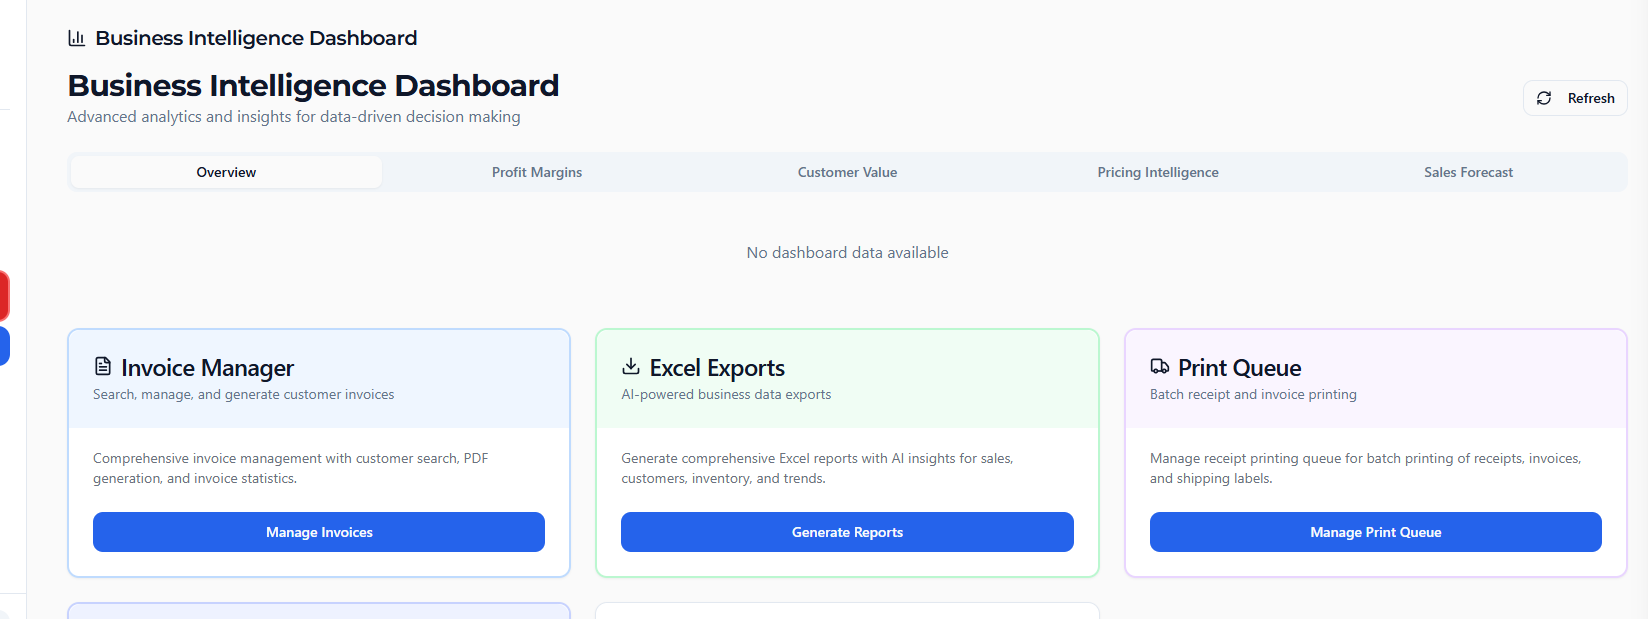 Business Intelligence Dashboard
Business Intelligence Dashboard
Advanced analytics and insights for data-driven decision making
Refresh
Overview
Profit Margins
Customer Value
Pricing Intelligence
Sales Forecast
No dashboard data available
Invoice Manager
Search, manage, and generate customer invoices
Comprehensive invoice management with customer search, PDF
generation, and invoice statistics.
Manage Invoices
Excel Exports
AI-powered business data exports
Generate comprehensive Excel reports with AI insights for sales,
customers, inventory, and trends.
Generate Reports
Print Queue
Batch receipt and invoice printing
Manage receipt printing queue for batch printing of receipts, invoices,
and shipping labels.
Manage Print Queue